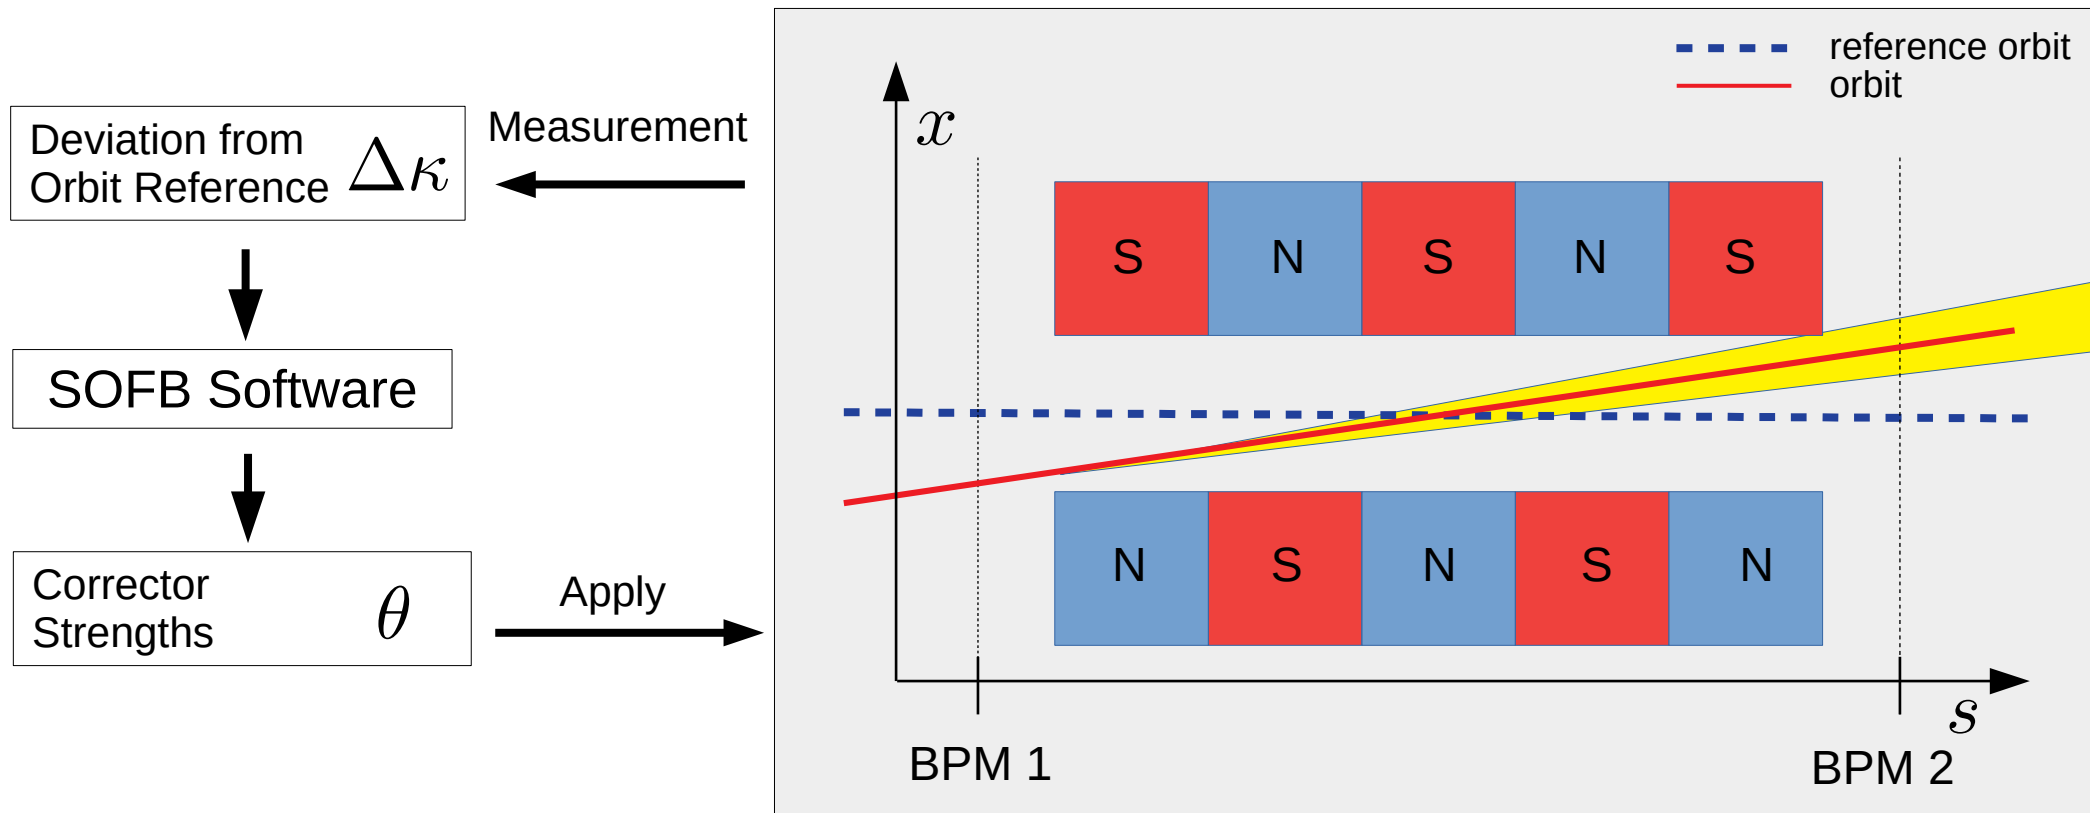 Deviation from
Orbit Reference Δκ
Measurement
SOFB Software
Corrector
Strengths θ
Apply
reference orbit
orbit
x
S N S N S
N S N S N
s
BPM 1
BPM 2